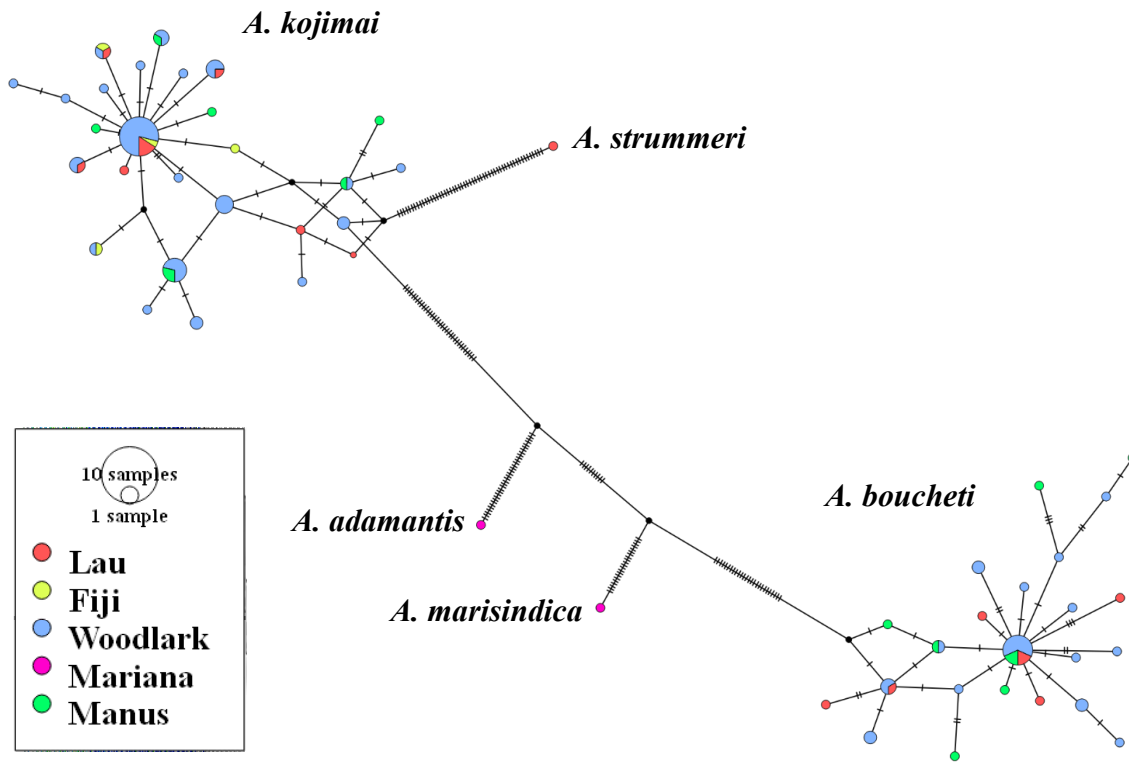 A. kojimai
A. strummeri
A. boucheti
A. adamantis
A. marisindica
10 samples
1 sample
Lau
Fiji
Woodlark
Mariana
Manus